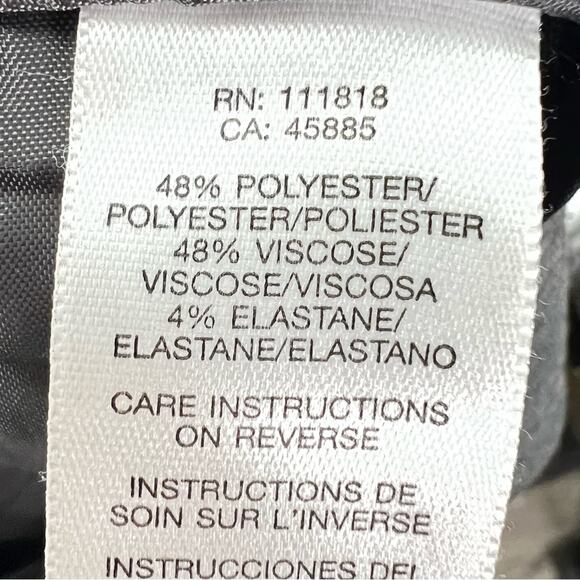 RN: 111818
CA: 45885
48% POLYESTER/
POLYESTER/POLIESTER
48% VISCOSE/
VISCOSE/VISCOSA
4% ELASTANE/
ELASTANE/ELASTANO
CARE INSTRUCTIONS
ON REVERSE
INSTRUCTIONS DE
SOIN SUR L'INVERSE
INSTRUCCIONES DEL